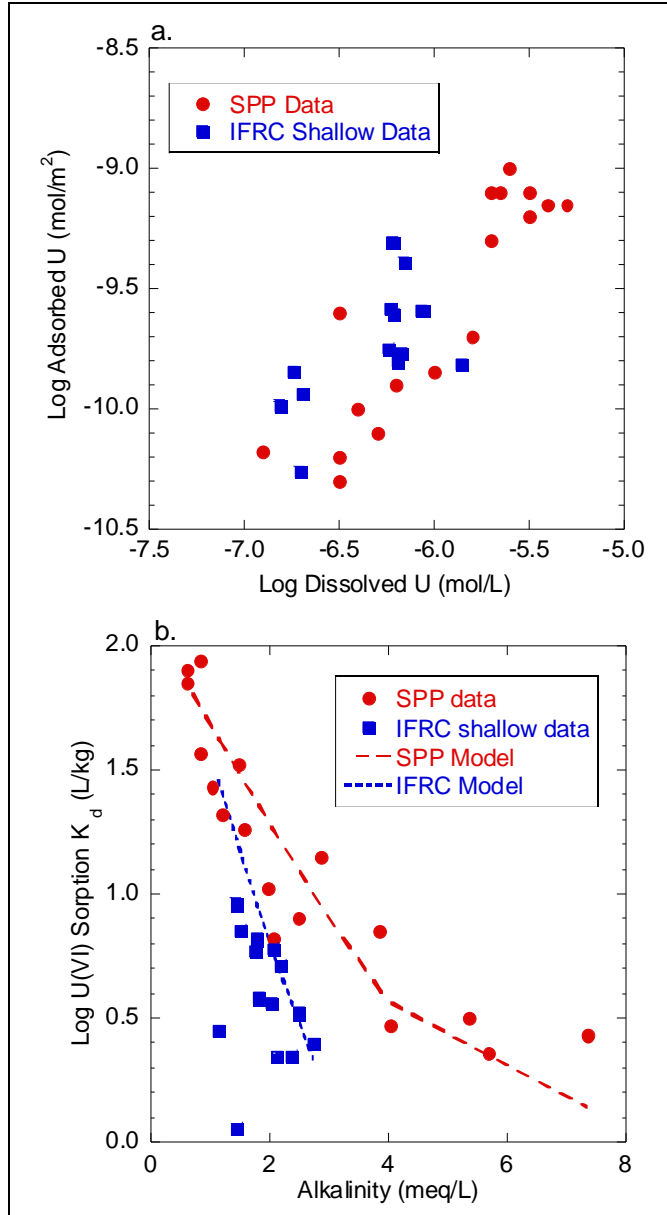 a.
-8.5
-9.0
-9.5
-10.0
-10.5
Log Adsorbed U (mol/m²)
SPP Data
IFRC Shallow Data
-7.5 -7.0 -6.5 -6.0 -5.5 -5.0
Log Dissolved U (mol/L)
b.
2.0
1.5
1.0
0.5
0.0
Log U(VI) Sorption K_d (L/kg)
SPP data
IFRC shallow data
SPP Model
IFRC Model
0 2 4 6 8
Alkalinity (meq/L)